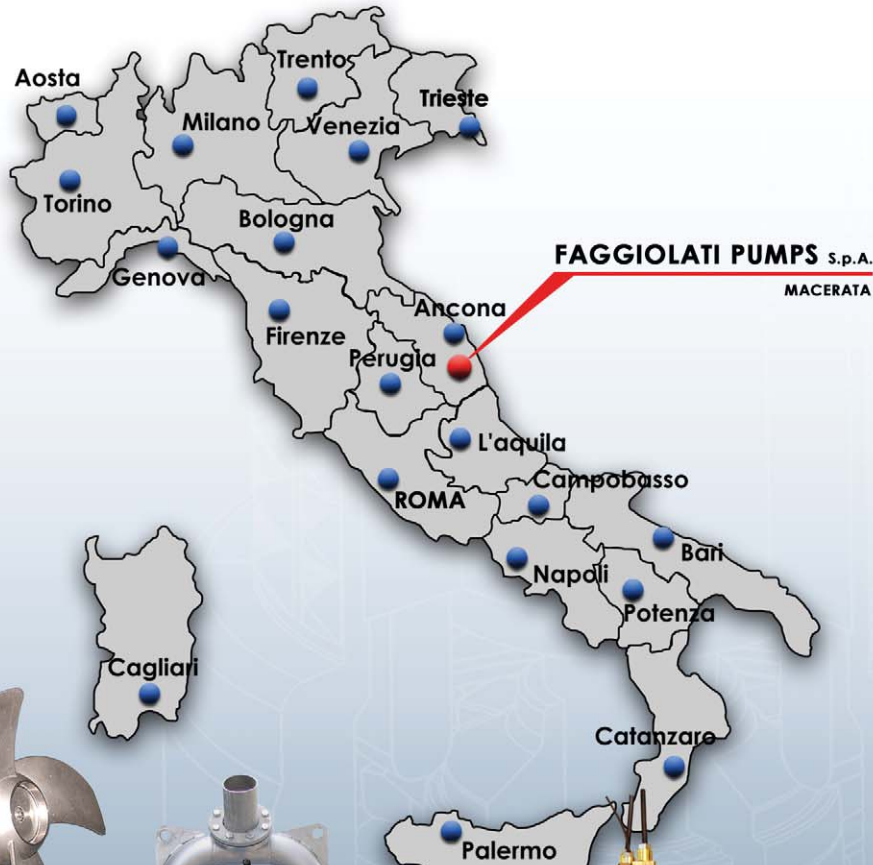 Trento
Aosta
Trieste
Milano
Venezia
Torino
Bologna
FAGGIOLATI PUMPS S.p.A.
Genova
MACERATA
Ancona
Firenze
Perugia
L'aquila
Campobasso
ROMA
Bari
Napoli
Potenza
Cagliari
Catanzaro
Palermo